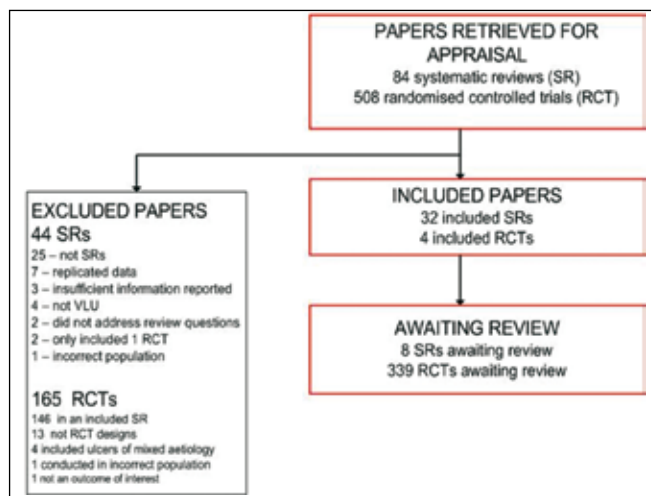 PAPERS RETRIEVED FOR
APPRAISAL
84 systematic reviews (SR)
508 randomised controlled trials (RCT)
EXCLUDED PAPERS
44 SRs
25 – not SRs
7 – replicated data
3 – insufficient information reported
4 – not VLU
2 – did not address review questions
2 – only included 1 RCT
1 – incorrect population
165 RCTs
146 in an included SR
13 not RCT designs
4 included ulcers of mixed aetiology
1 conducted in incorrect population
1 not an outcome of interest
INCLUDED PAPERS
32 included SRs
4 included RCTs
AWAITING REVIEW
8 SRs awaiting review
339 RCTs awaiting review